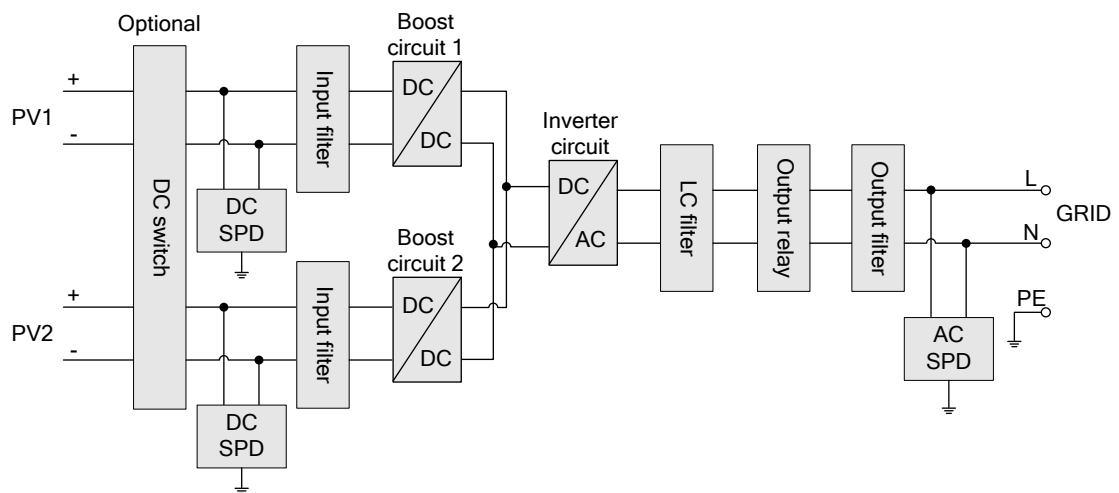 Optional
Boost
circuit 1
+
PV1
-
DC switch
DC
SPD
Input filter
DC
DC
Inverter
circuit
DC
AC
LC filter
Output relay
Output filter
L
GRID
N
PE
AC
SPD
Boost
circuit 2
+
PV2
-
DC
SPD
Input filter
DC
DC